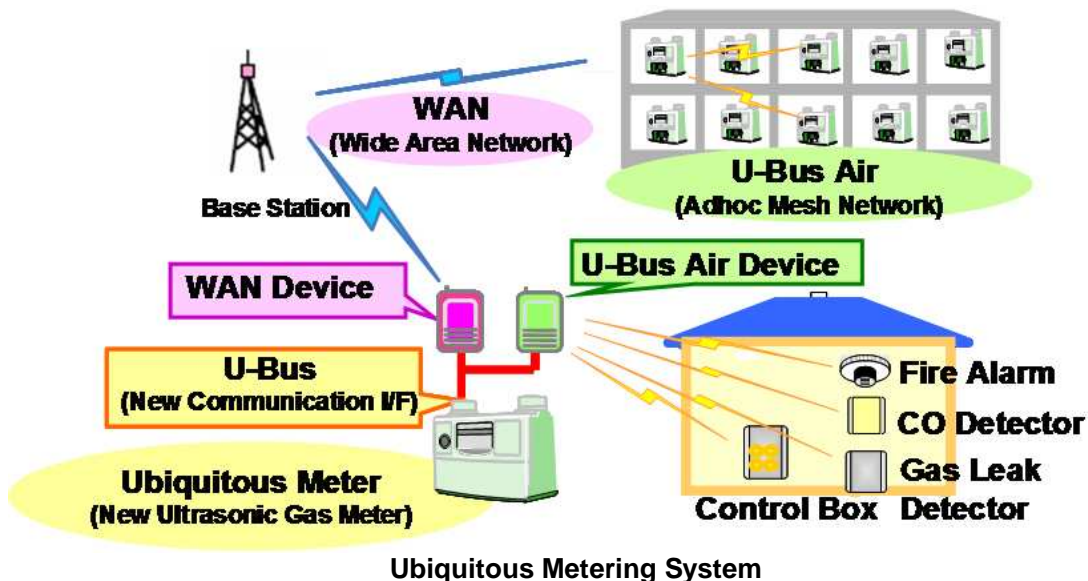 WAN
(Wide Area Network)
U-Bus Air
(Adhoc Mesh Network)
Base Station
WAN Device
U-Bus Air Device
U-Bus
(New Communication I/F)
Fire Alarm
CO Detector
Gas Leak
Detector
Control Box
Ubiquitous Meter
(New Ultrasonic Gas Meter)
Ubiquitous Metering System